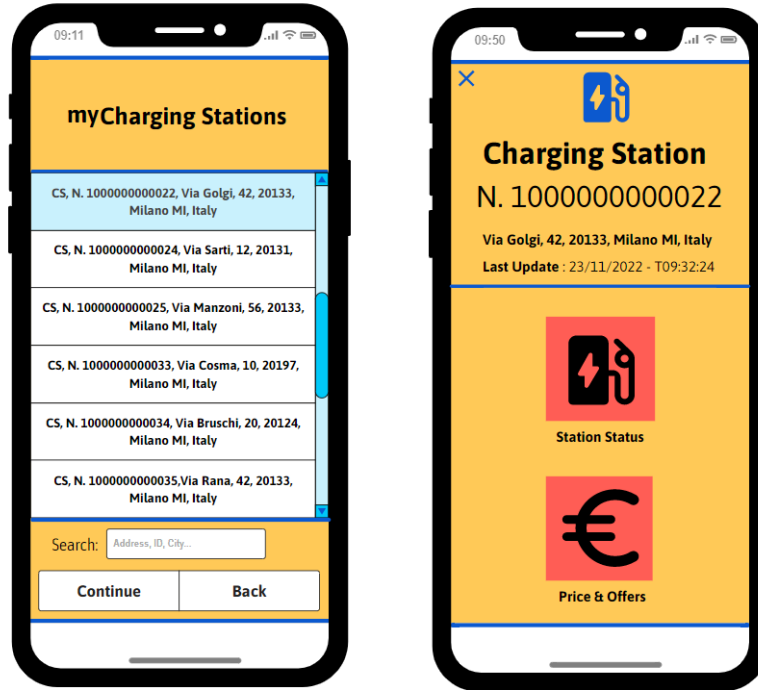 09:11
myCharging Stations
CS, N. 1000000000022, Via Golgi, 42, 20133,
Milano MI, Italy
CS, N. 1000000000024, Via Sarti, 12, 20131,
Milano MI, Italy
CS, N. 1000000000025, Via Manzoni, 56, 20133,
Milano MI, Italy
CS, N. 1000000000033, Via Cosma, 10, 20197,
Milano MI, Italy
CS, N. 1000000000034, Via Bruschi, 20, 20124,
Milano MI, Italy
CS, N. 1000000000035,Via Rana, 42, 20133,
Milano MI, Italy
Search: Address, ID, City...
Continue Back
09:50
Charging Station
N. 1000000000022
Via Golgi, 42, 20133, Milano MI, Italy
Last Update : 23/11/2022 - T09:32:24
Station Status
€
Price & Offers